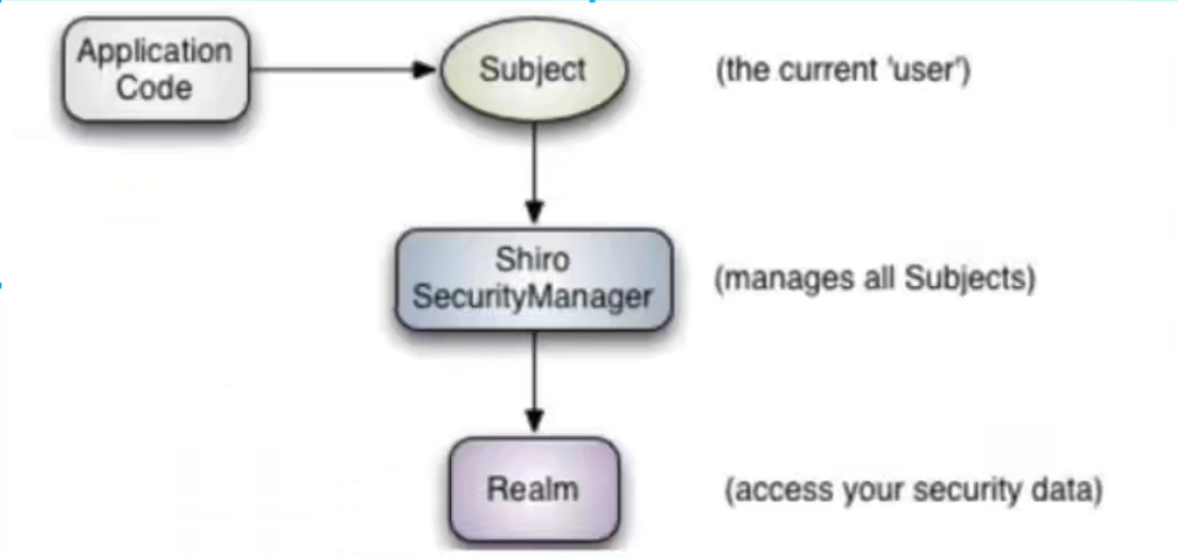 Application
Code
Subject
(the current 'user')
Shiro
SecurityManager
(manages all Subjects)
Realm
(access your security data)